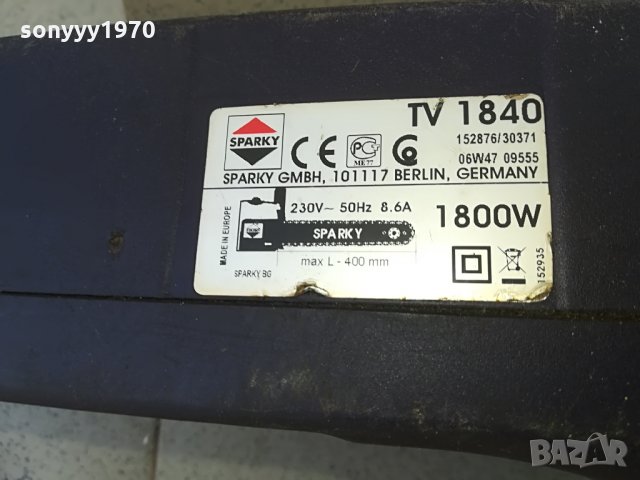 sonyyy1970
TV 1840
SPARKY
152876/30371
ME77
06W47 09555
SPARKY GMBH, 101117 BERLIN, GERMANY
MADE IN EUROPE
230V~ 50Hz 8.6A
1800W
SPARKY
max L - 400 mm
SPARKY BG
152935
BAZAR